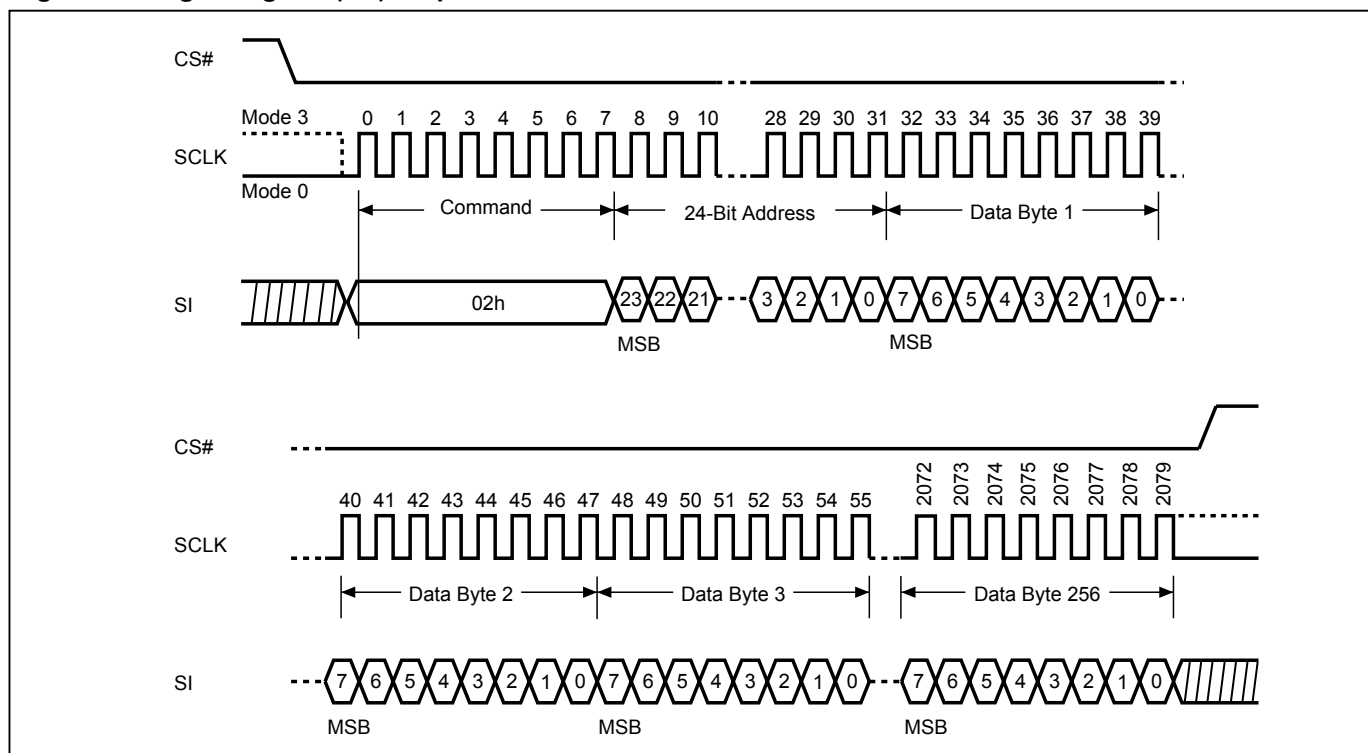 CS#
Mode 3
0 1 2 3 4 5 6 7 8 9 10 28 29 30 31 32 33 34 35 36 37 38 39
SCLK
Mode 0
Command 24-Bit Address Data Byte 1
SI 02h 23 22 21 3 2 1 0 7 6 5 4 3 2 1 0
MSB MSB
CS#
40 41 42 43 44 45 46 47 48 49 50 51 52 53 54 55 2072 2073 2074 2075 2076 2077 2078 2079
SCLK
Data Byte 2 Data Byte 3 Data Byte 256
SI 7 6 5 4 3 2 1 0 7 6 5 4 3 2 1 0 7 6 5 4 3 2 1 0
MSB MSB MSB